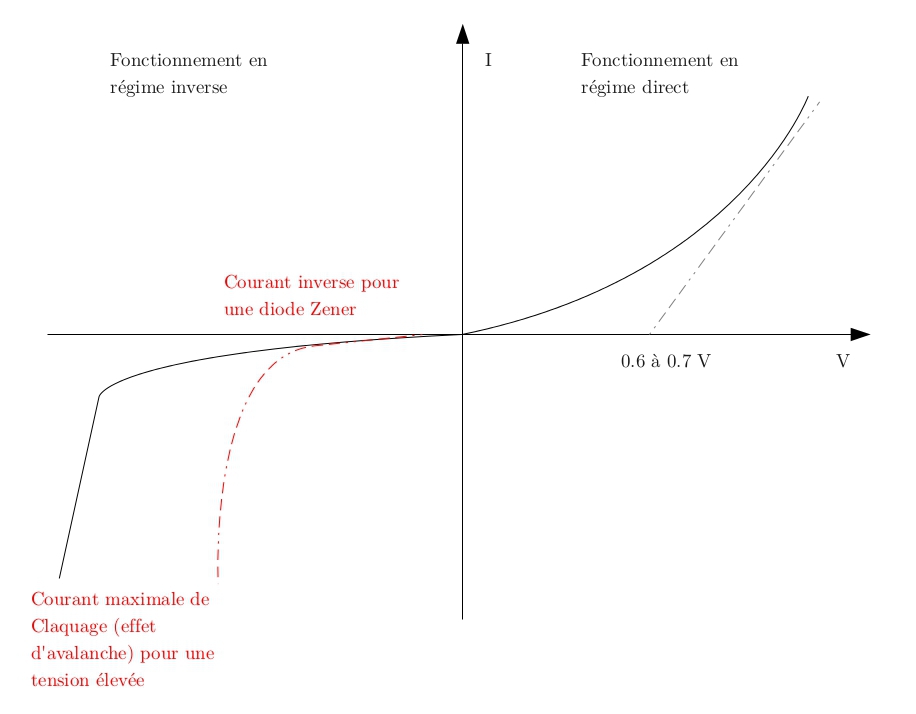 Fonctionnement en
régime inverse
I
Fonctionnement en
régime direct
Courant inverse pour
une diode Zener
0.6 à 0.7 V
V
Courant maximale de
Claquage (effet
d'avalanche) pour une
tension élevée